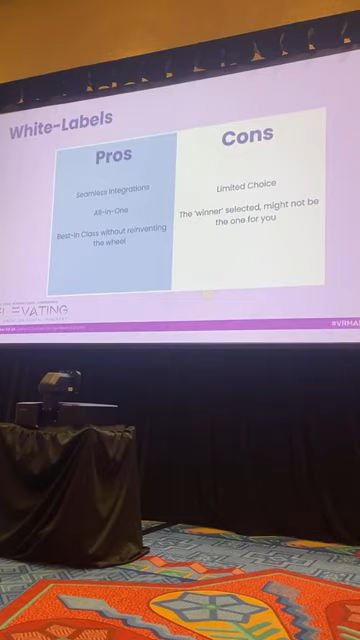 White-Labels
Pros
Seamless Integrations
All-in-One
Best-in Class without reinventing
the wheel
Cons
Limited Choice
The 'winner' selected, might not be
the one for you
ELEVATING
#VRMA